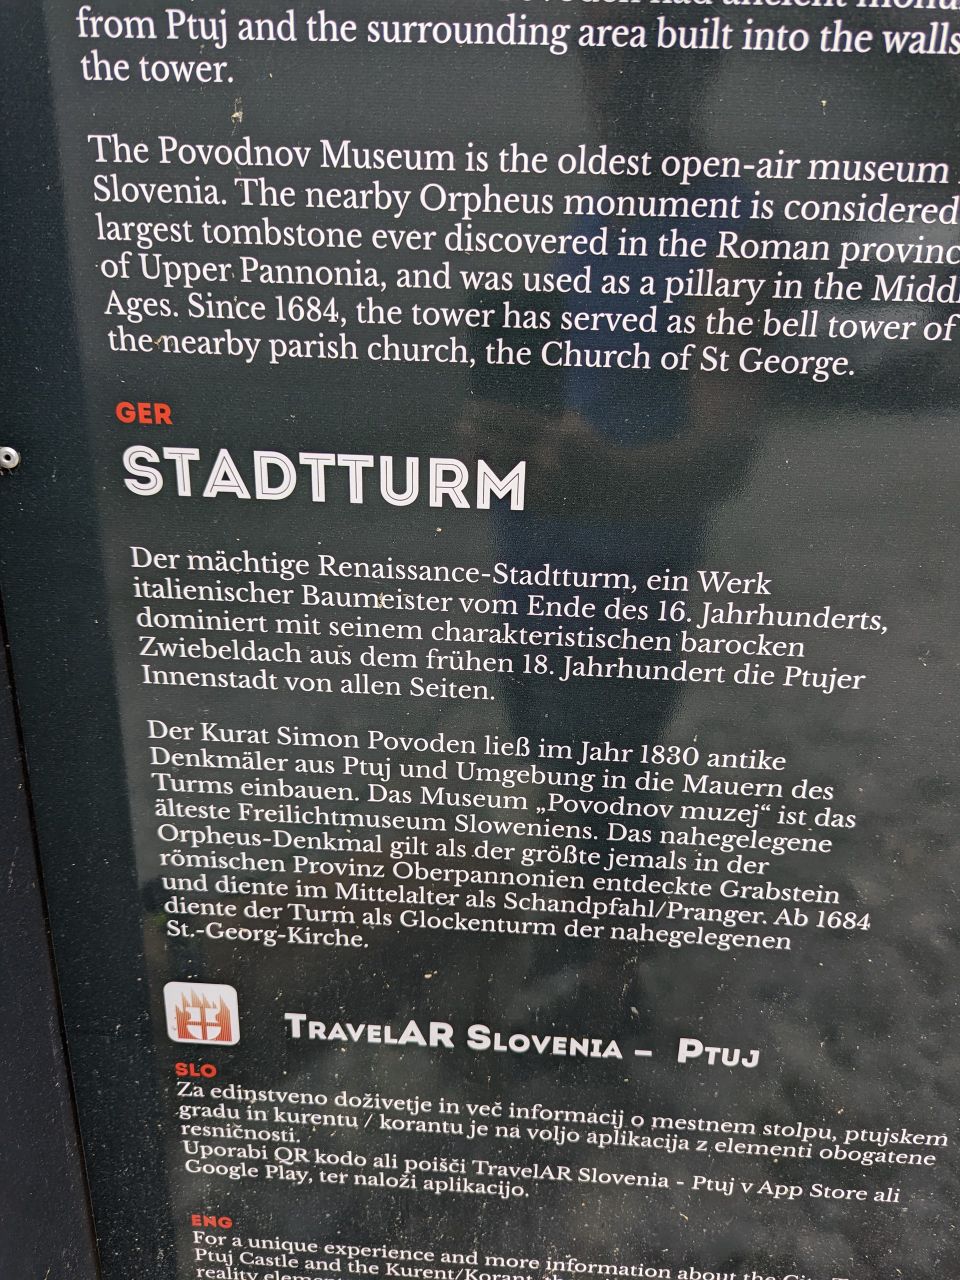 from Ptuj and the surrounding area built into the walls
the tower.
The Povodnov Museum is the oldest open-air museum
Slovenia. The nearby Orpheus monument is considered
largest tombstone ever discovered in the Roman provinc
of Upper Pannonia, and was used as a pillary in the Middl
Ages. Since 1684, the tower has served as the bell tower of
the nearby parish church, the Church of St George.
GER
STADTTURM
Der mächtige Renaissance-Stadtturm, ein Werk
italienischer Baumeister vom Ende des 16. Jahrhunderts,
dominiert mit seinem charakteristischen barocken
Zwiebeldach aus dem frühen 18. Jahrhundert die Ptujer
Innenstadt von allen Seiten.
Der Kurat Simon Povoden ließ im Jahr 1830 antike
Denkmäler aus Ptuj und Umgebung in die Mauern des
Turms einbauen. Das Museum „Povodnov muzej“ ist das
älteste Freilichtmuseum Sloweniens. Das nahegelegene
Orpheus-Denkmal gilt als der größte jemals in der
römischen Provinz Oberpannonien entdeckte Grabstein
und diente im Mittelalter als Schandpfahl/Pranger. Ab 1684
diente der Turm als Glockenturm der nahegelegenen
St.-Georg-Kirche.
TRAVELAR SLOVENIA – PTUJ
SLO
Za edinstveno doživetje in več informacij o mestnem stolpu, ptujskem
gradu in kurentu / korantu je na voljo aplikacija z elementi obogatene
resničnosti.
Uporabi QR kodo ali poišči TravelAR Slovenia - Ptuj v App Store ali
Google Play, ter naloži aplikacijo.
ENG
For a unique experience and more information about the
Ptuj Castle and the Kurent/Korant,
reality